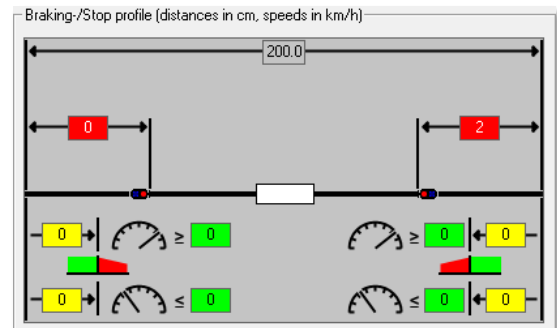 Braking-/Stop profile (distances in cm, speeds in km/h)
200.0
0 2
0 ≥ 0 ≥ 0 0
0 ≤ 0 ≤ 0 0